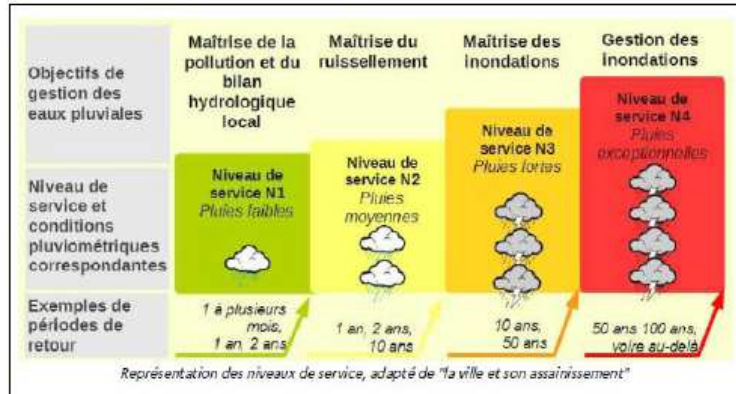 Objectifs de
gestion des
eaux pluviales
Maîtrise de la
pollution et du
bilan
hydrologique
local
Maîtrise du
ruissellement
Maîtrise des
inondations
Gestion des
inondations
Niveau de
service et
conditions
pluviométriques
correspondantes
Niveau de
service N1
Pluies faibles
Niveau de
service N2
Pluies
moyennes
Niveau de
service N3
Pluies fortes
Niveau de
service N4
Pluies
exceptionnelles
Exemples de
périodes de
retour
1 à plusieurs
mois,
1 an, 2 ans
1 an, 2 ans,
10 ans
10 ans,
50 ans
50 ans 100 ans,
voire au-delà
Représentation des niveaux de service, adapté de "la ville et son assainissement"